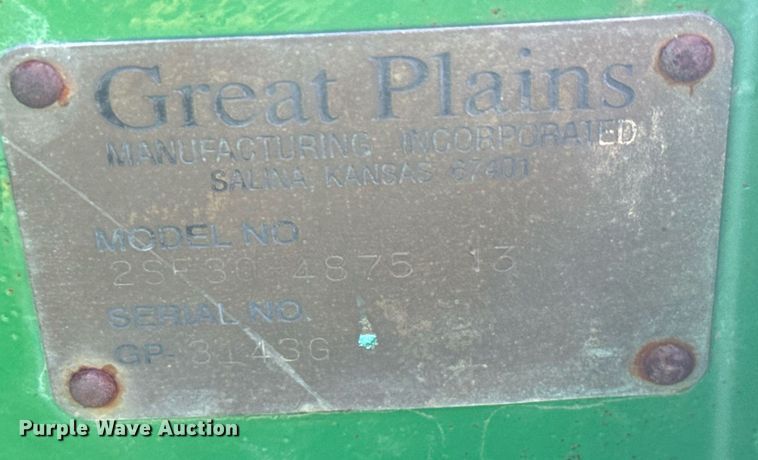 Great Plains
MANUFACTURING, INCORPORATED
SALINA, KANSAS 67401
MODEL NO.
2SF30 4875 13
SERIAL NO.
GP-3143G
Purple Wave Auction